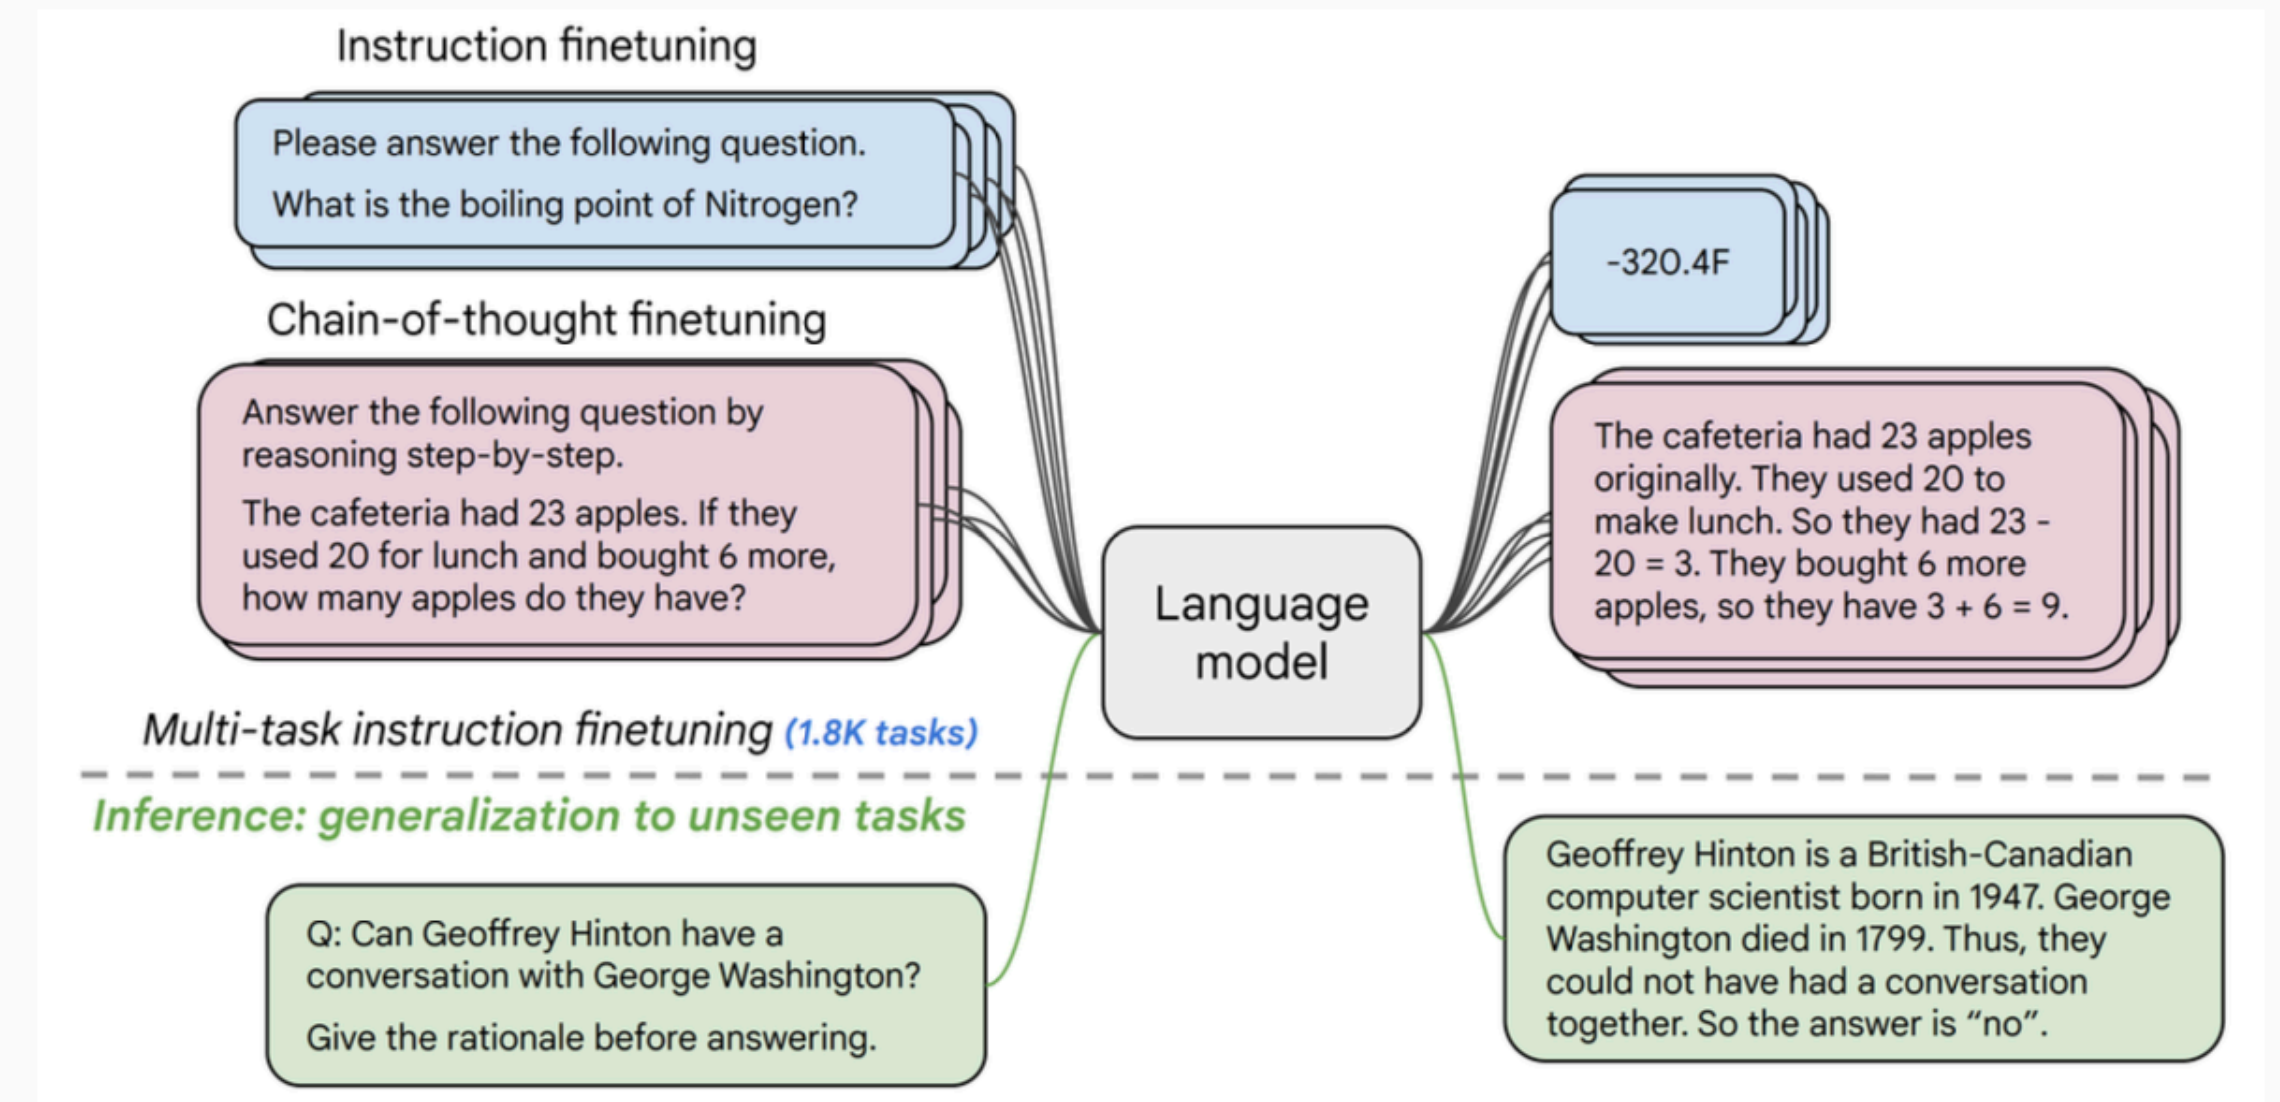 Instruction finetuning
Please answer the following question.
What is the boiling point of Nitrogen?
Chain-of-thought finetuning
Answer the following question by
reasoning step-by-step.
The cafeteria had 23 apples. If they
used 20 for lunch and bought 6 more,
how many apples do they have?
Multi-task instruction finetuning (1.8K tasks)
Inference: generalization to unseen tasks
Q: Can Geoffrey Hinton have a
conversation with George Washington?
Give the rationale before answering.
Language
model
-320.4F
The cafeteria had 23 apples
originally. They used 20 to
make lunch. So they had 23 -
20 = 3. They bought 6 more
apples, so they have 3 + 6 = 9.
Geoffrey Hinton is a British-Canadian
computer scientist born in 1947. George
Washington died in 1799. Thus, they
could not have had a conversation
together. So the answer is “no”.